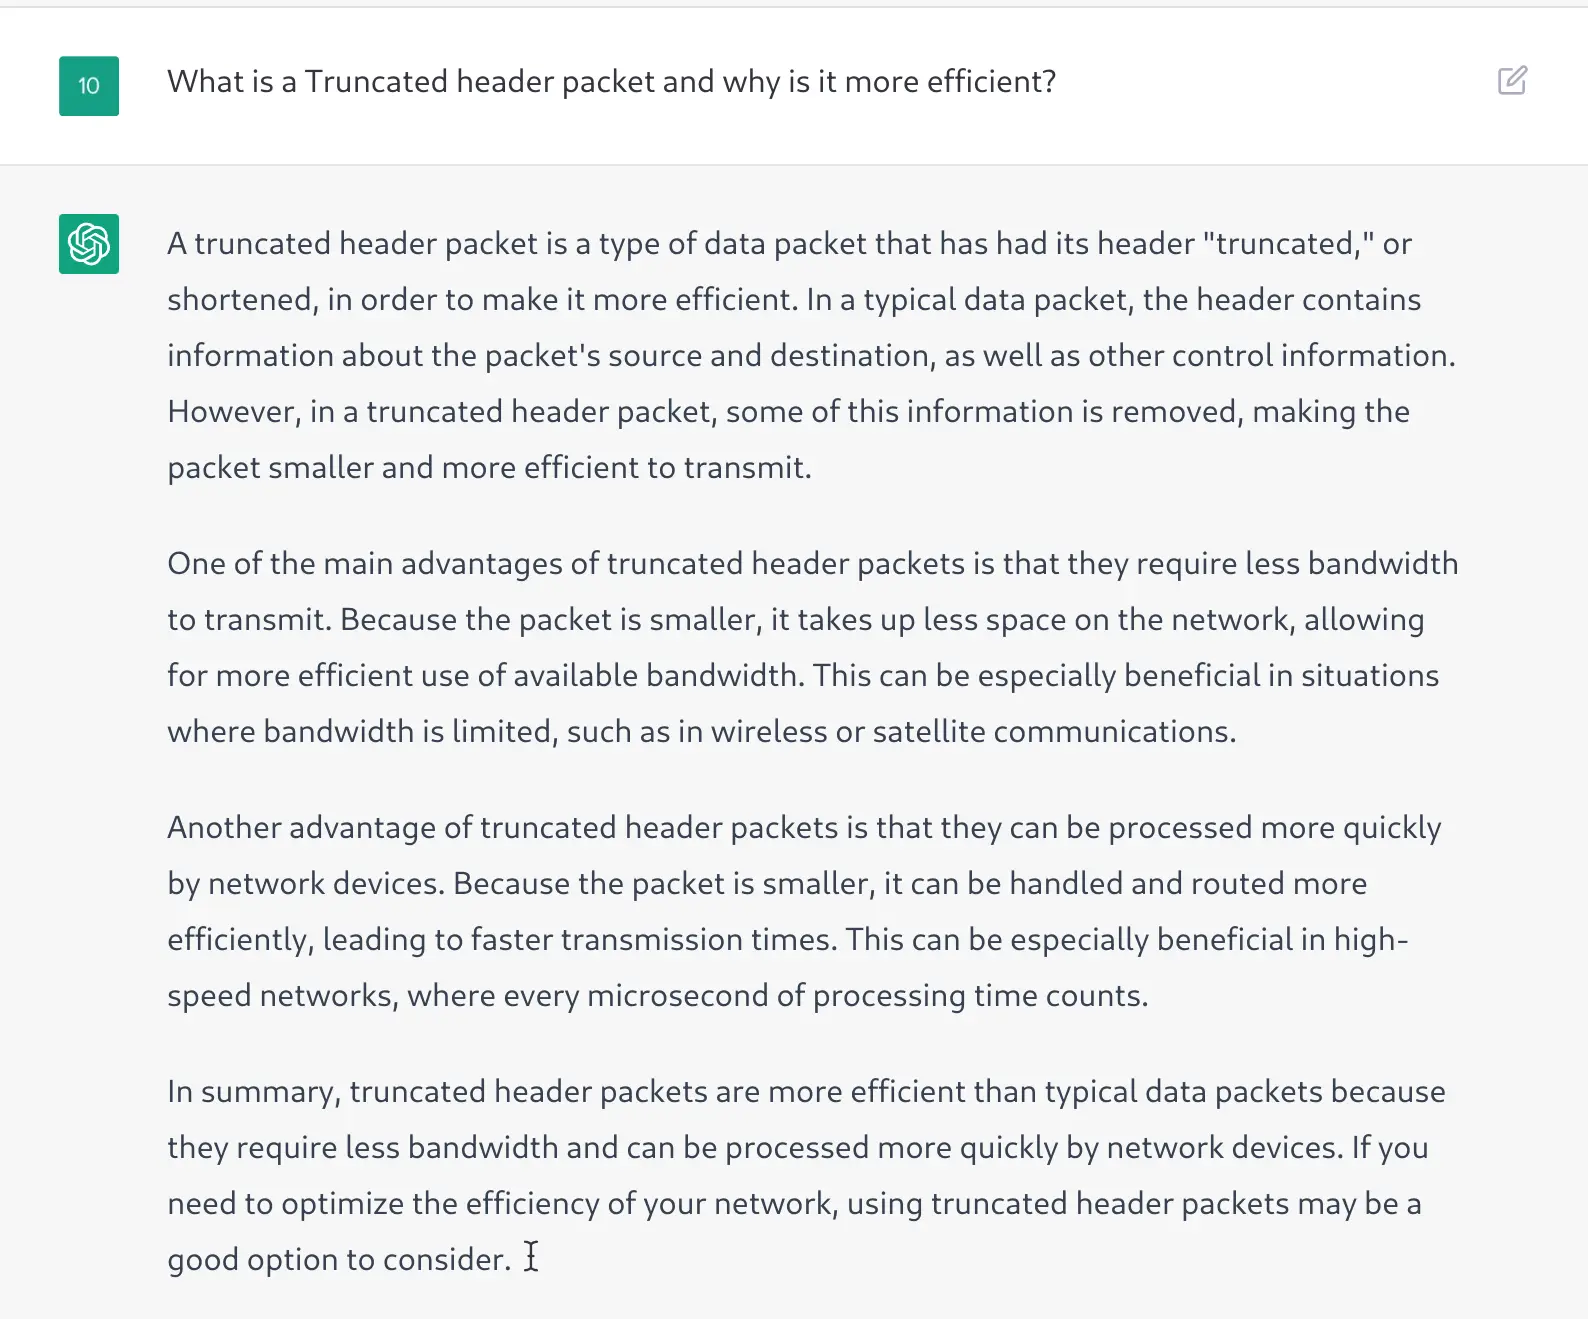 10
What is a Truncated header packet and why is it more efficient?
A truncated header packet is a type of data packet that has had its header "truncated," or
shortened, in order to make it more efficient. In a typical data packet, the header contains
information about the packet's source and destination, as well as other control information.
However, in a truncated header packet, some of this information is removed, making the
packet smaller and more efficient to transmit.
One of the main advantages of truncated header packets is that they require less bandwidth
to transmit. Because the packet is smaller, it takes up less space on the network, allowing
for more efficient use of available bandwidth. This can be especially beneficial in situations
where bandwidth is limited, such as in wireless or satellite communications.
Another advantage of truncated header packets is that they can be processed more quickly
by network devices. Because the packet is smaller, it can be handled and routed more
efficiently, leading to faster transmission times. This can be especially beneficial in high-
speed networks, where every microsecond of processing time counts.
In summary, truncated header packets are more efficient than typical data packets because
they require less bandwidth and can be processed more quickly by network devices. If you
need to optimize the efficiency of your network, using truncated header packets may be a
good option to consider.